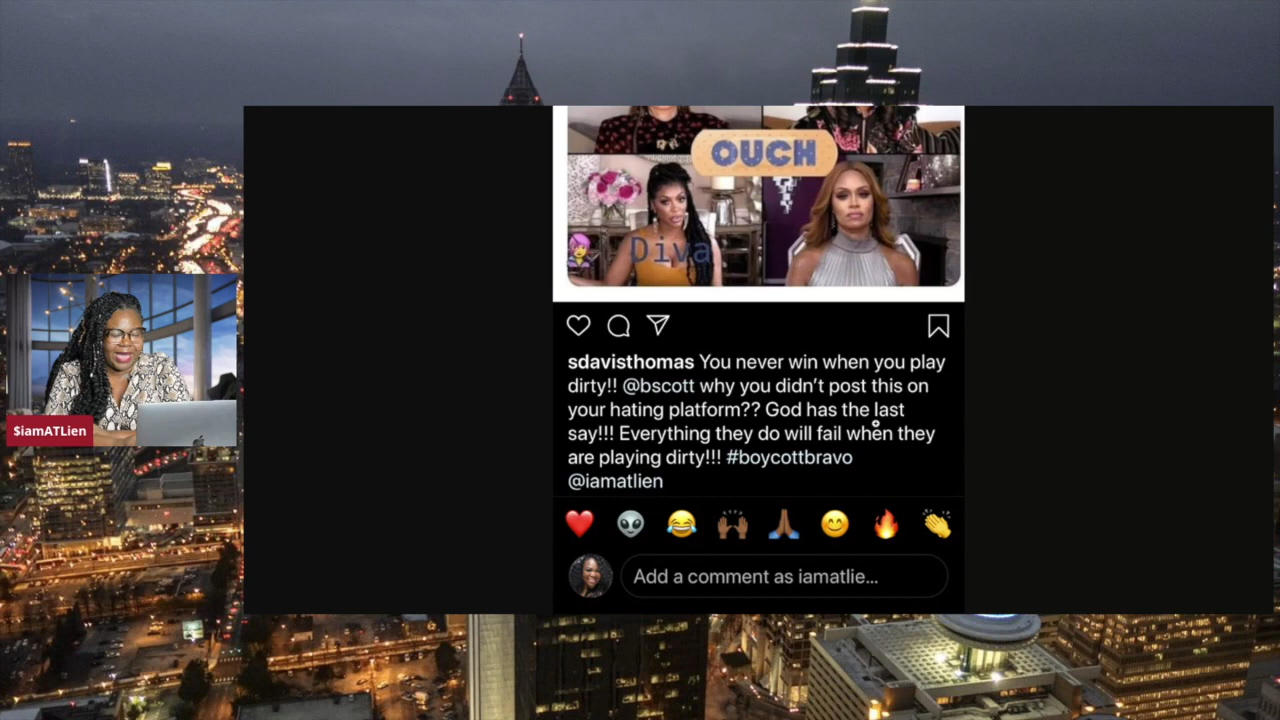 OUCH
Diva
sdavisthomas You never win when you play
dirty!! @bscott why you didn't post this on
your hating platform?? God has the last
say!!! Everything they do will fail when they
are playing dirty!!! #boycottbravo
@iamatlien
Add a comment as iamatlie...
$iamATLien